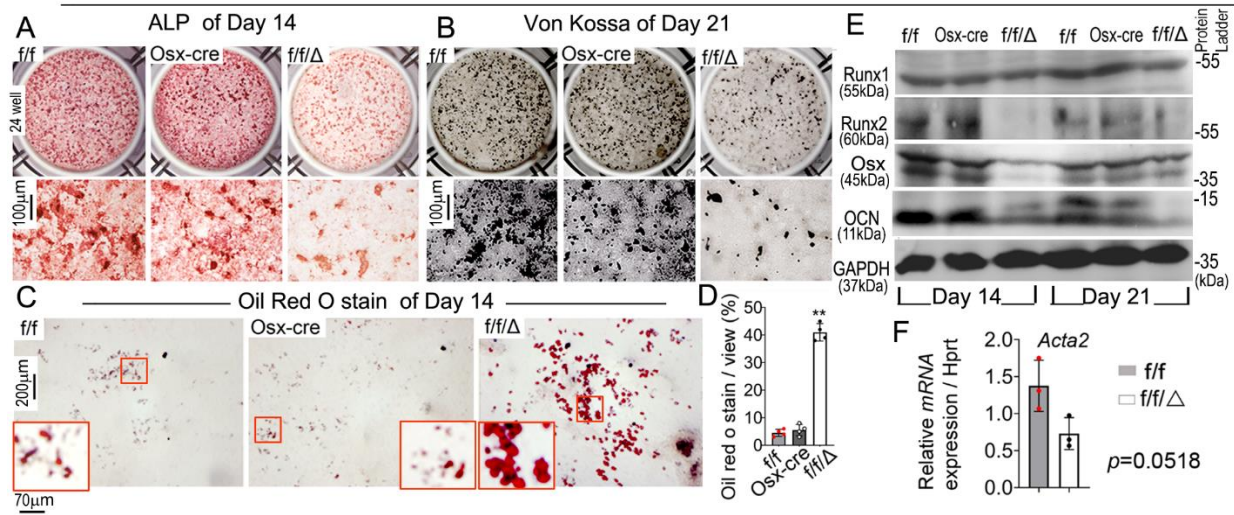 A
ALP of Day 14
f/f
Osx-cre
f/f/Δ
24 well
100μm
B
Von Kossa of Day 21
f/f
Osx-cre
f/f/Δ
100μm
C
Oil Red O stain of Day 14
f/f
Osx-cre
f/f/Δ
200μm
70μm
D
Oil red o stain / view (%)
50
40
30
20
10
0
**
f/f
Osx-cre
f/f/Δ
E
f/f Osx-cre f/f/Δ f/f Osx-cre f/f/Δ
Protein
Ladder
Runx1
(55kDa)
-55
Runx2
(60kDa)
-55
Osx
(45kDa)
-35
-15
OCN
(11kDa)
GAPDH
(37kDa)
-35
(kDa)
Day 14 Day 21
F
Relative mRNA
expression / Hprt
Acta2
2.0
1.5
1.0
0.5
0.0
f/f
f/f/△
p=0.0518